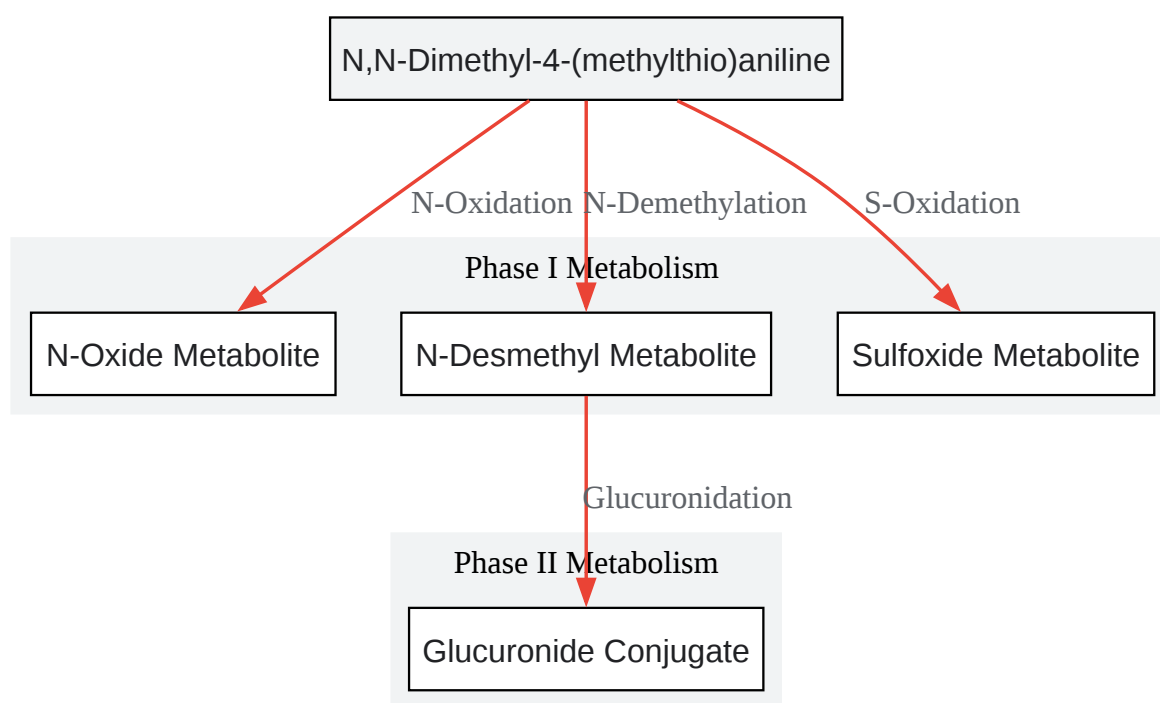 N,N-Dimethyl-4-(methylthio)aniline
N-Oxidation
N-Demethylation
S-Oxidation
Phase I Metabolism
N-Oxide Metabolite
N-Desmethyl Metabolite
Sulfoxide Metabolite
Glucuronidation
Phase II Metabolism
Glucuronide Conjugate